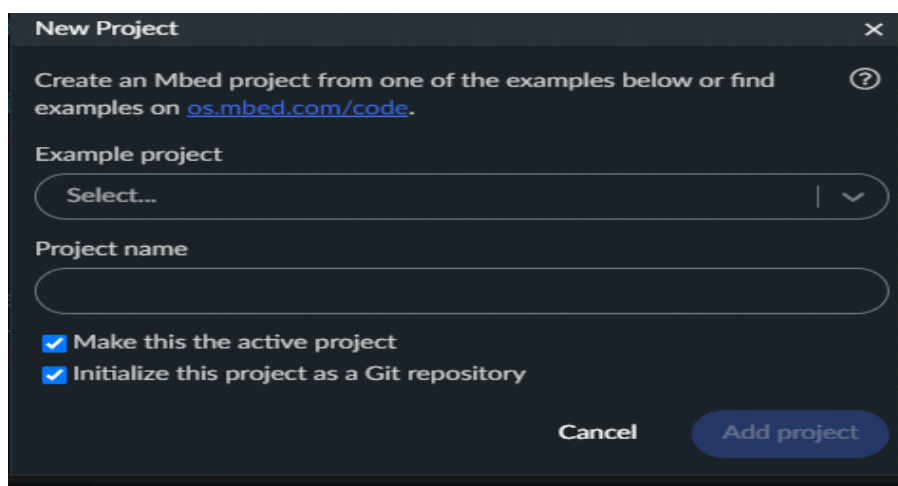 New Project
Create an Mbed project from one of the examples below or find
examples on os.mbed.com/code.
Example project
Select...
Project name
Make this the active project
Initialize this project as a Git repository
Cancel
Add project